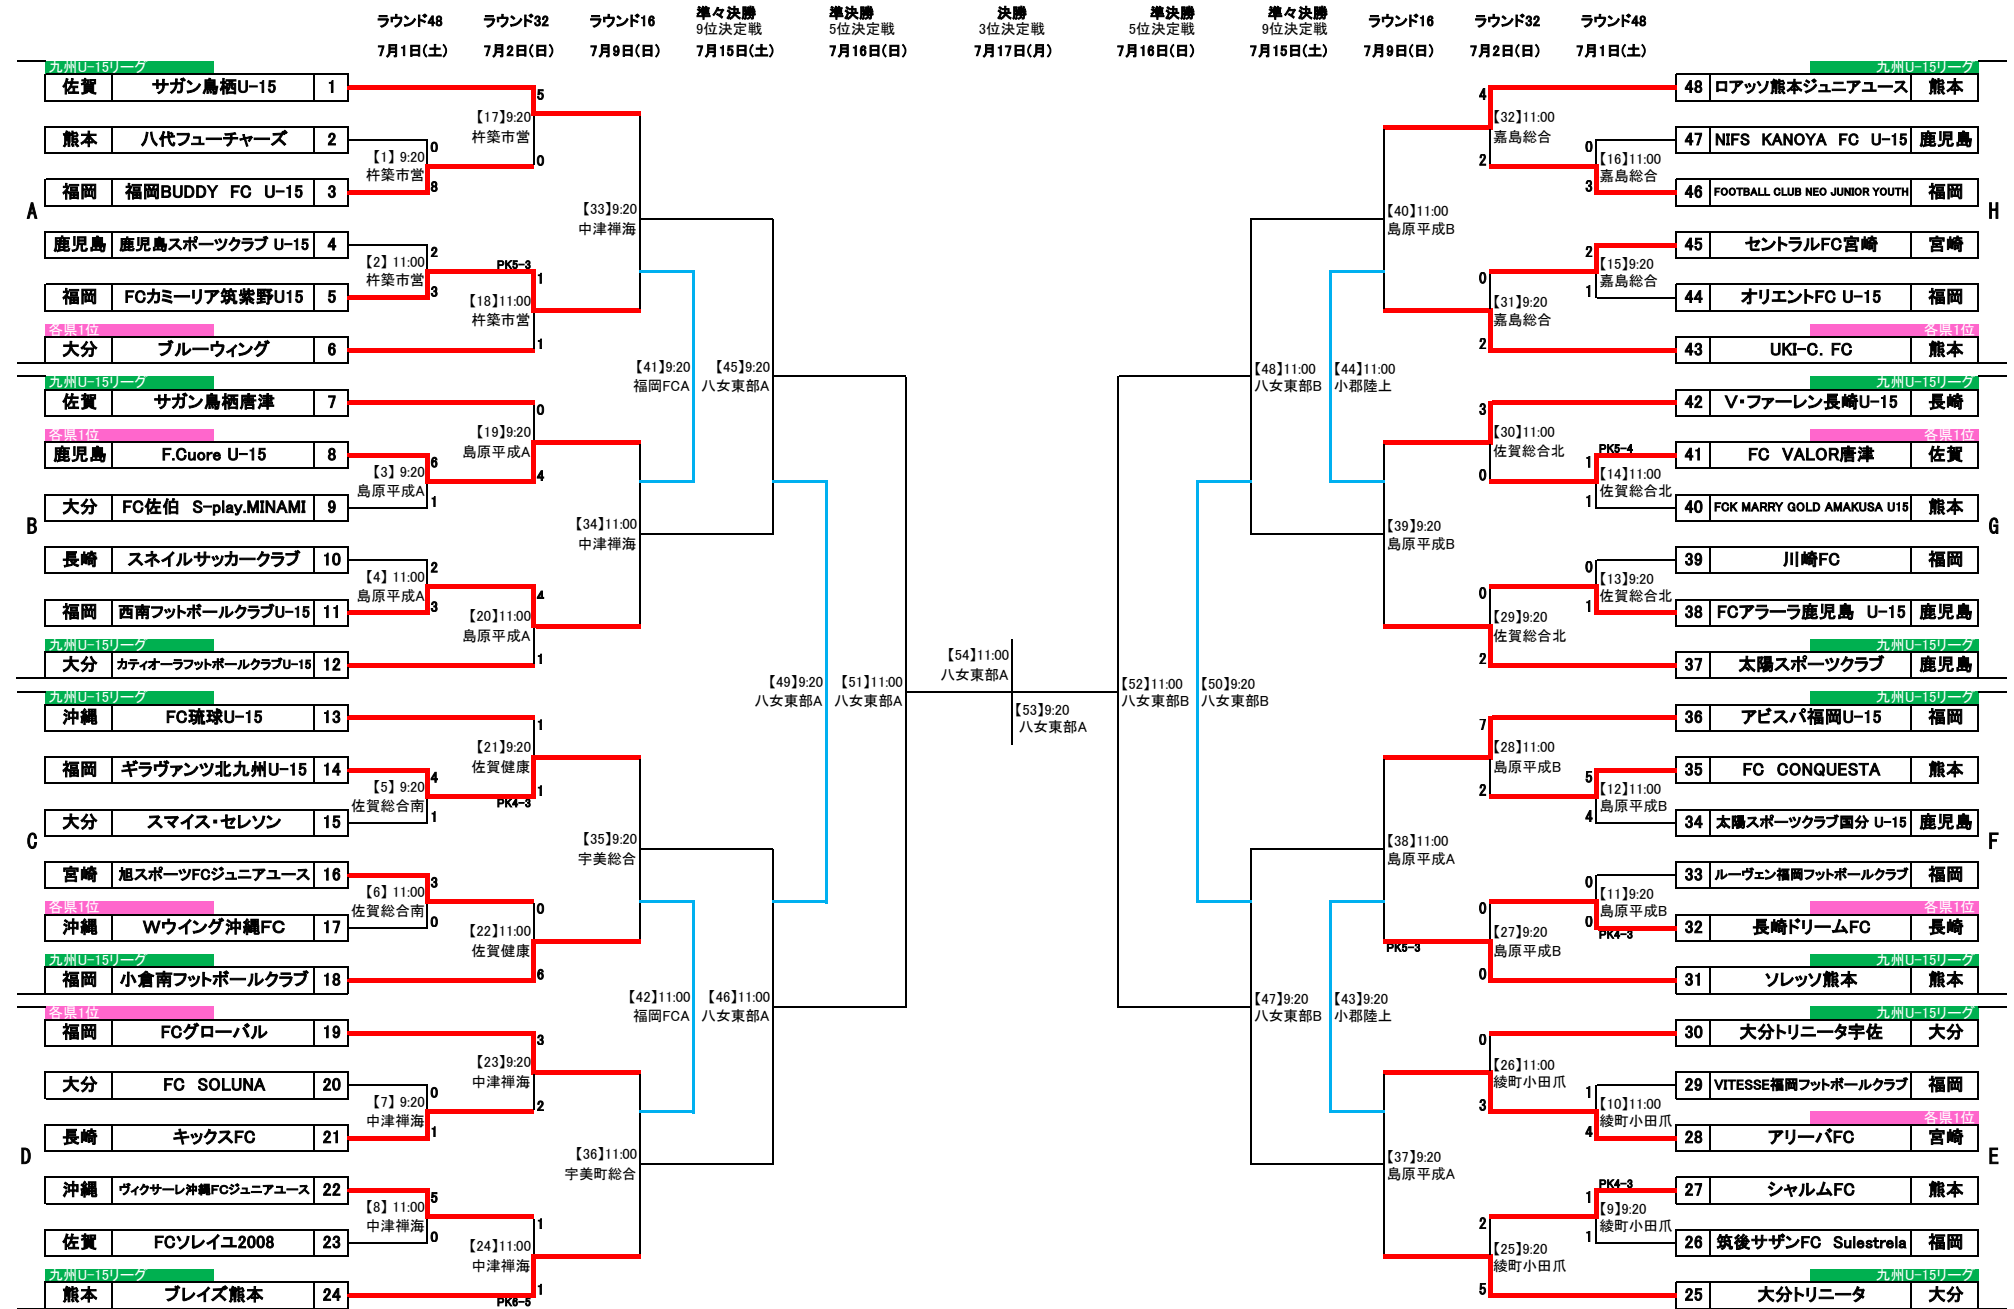 ラウンド48 ラウンド32 ラウンド16 準々決勝 準決勝 決勝 準決勝 準々決勝 ラウンド16 ラウンド32 ラウンド48
9位決定戦 5位決定戦 3位決定戦 5位決定戦 9位決定戦
7月1日(土) 7月2日(日) 7月9日(日) 7月15日(土) 7月16日(日) 7月17日(月) 7月16日(日) 7月15日(土) 7月9日(日) 7月2日(日) 7月1日(土)
A
九州U-15リーグ
佐賀 サガン鳥栖U-15 1
熊本 八代フューチャーズ 2
福岡 福岡BUDDY FC U-15 3
鹿児島 鹿児島スポーツクラブ U-15 4
福岡 FCカミーリア筑紫野U15 5
各県1位
大分 ブルーウィング 6
B
九州U-15リーグ
佐賀 サガン鳥栖唐津 7
各県1位
鹿児島 F.Cuore U-15 8
大分 FC佐伯 S-play.MINAMI 9
長崎 スネイルサッカークラブ 10
福岡 西南フットボールクラブU-15 11
九州U-15リーグ
大分 カティオーラフットボールクラブU-15 12
C
九州U-15リーグ
沖縄 FC琉球U-15 13
福岡 ギラヴァンツ北九州U-15 14
大分 スマイス・セレソン 15
宮崎 旭スポーツFCジュニアユース 16
各県1位
沖縄 Wウイング沖縄FC 17
九州U-15リーグ
福岡 小倉南フットボールクラブ 18
D
各県1位
福岡 FCグローバル 19
大分 FC SOLUNA 20
長崎 キックスFC 21
沖縄 ヴィクサーレ沖縄FCジュニアユース 22
佐賀 FCソレイユ2008 23
九州U-15リーグ
熊本 ブレイズ熊本 24
0
【1】9:20
杵築市営
8
2
【2】11:00
杵築市営
3
6
【3】9:20
島原平成A
1
2
【4】11:00
島原平成A
3
4
【5】9:20
佐賀総合南
1
3
【6】11:00
佐賀総合南
0
0
【7】9:20
中津禅海
1
5
【8】11:00
中津禅海
0
5
【17】9:20
杵築市営
0
PK5-3
1
【18】11:00
杵築市営
1
0
【19】9:20
島原平成A
4
4
【20】11:00
島原平成A
1
1
【21】9:20
佐賀健康
1
PK4-3
0
【22】11:00
佐賀健康
6
3
【23】9:20
中津禅海
2
1
【24】11:00
中津禅海
1
PK6-5
【33】9:20
中津禅海
【34】11:00
中津禅海
【35】9:20
宇美総合
【36】11:00
宇美町総合
【41】9:20
福岡FCA
【42】11:00
福岡FCA
【45】9:20
八女東部A
【46】11:00
八女東部A
【49】9:20
八女東部A
【51】11:00
八女東部A
【54】11:00
八女東部A
【53】9:20
八女東部A
【52】11:00
八女東部B
【50】9:20
八女東部B
【48】11:00
八女東部B
【47】9:20
八女東部B
【44】11:00
小郡陸上
【43】9:20
小郡陸上
【40】11:00
島原平成B
【39】9:20
島原平成B
【38】11:00
島原平成A
PK5-3
【37】9:20
島原平成A
4
【32】11:00
嘉島総合
2
0
【31】9:20
嘉島総合
2
3
【30】11:00
佐賀総合北
0
0
【29】9:20
佐賀総合北
2
7
【28】11:00
島原平成B
2
0
【27】9:20
島原平成B
0
0
【26】11:00
綾町小田爪
3
2
【25】9:20
綾町小田爪
5
0
【16】11:00
嘉島総合
3
2
【15】9:20
嘉島総合
1
PK5-4
1
【14】11:00
佐賀総合北
1
0
【13】9:20
佐賀総合北
1
5
【12】11:00
島原平成B
4
0
【11】9:20
島原平成B
0
PK4-3
1
【10】11:00
綾町小田爪
4
PK4-3
1
【9】9:20
綾町小田爪
1
H
九州U-15リーグ
48 ロアッソ熊本ジュニアユース 熊本
47 NIFS KANOYA FC U-15 鹿児島
46 FOOTBALL CLUB NEO JUNIOR YOUTH 福岡
45 セントラルFC宮崎 宮崎
44 オリエントFC U-15 福岡
各県1位
43 UKI-C. FC 熊本
G
九州U-15リーグ
42 V・ファーレン長崎U-15 長崎
各県1位
41 FC VALOR唐津 佐賀
40 FCK MARRY GOLD AMAKUSA U15 熊本
39 川崎FC 福岡
38 FCアラーラ鹿児島 U-15 鹿児島
九州U-15リーグ
37 太陽スポーツクラブ 鹿児島
F
九州U-15リーグ
36 アビスパ福岡U-15 福岡
35 FC CONQUESTA 熊本
34 太陽スポーツクラブ国分 U-15 鹿児島
33 ルーヴェン福岡フットボールクラブ 福岡
各県1位
32 長崎ドリームFC 長崎
九州U-15リーグ
31 ソレッソ熊本 熊本
E
九州U-15リーグ
30 大分トリニータ宇佐 大分
29 VITESSE福岡フットボールクラブ 福岡
各県1位
28 アリーバFC 宮崎
27 シャルムFC 熊本
26 筑後サザンFC Sulestrela 福岡
九州U-15リーグ
25 大分トリニータ 大分